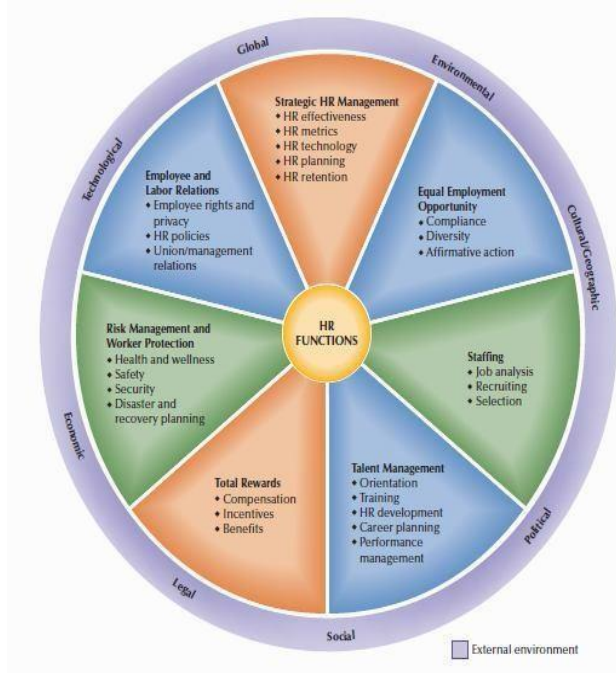 Global
Environmental
Cultural/Geographic
Political
Social
Legal
Economic
Technological
Strategic HR Management
◆ HR effectiveness
◆ HR metrics
◆ HR technology
◆ HR planning
◆ HR retention
Equal Employment
Opportunity
◆ Compliance
◆ Diversity
◆ Affirmative action
Staffing
◆ Job analysis
◆ Recruiting
◆ Selection
Talent Management
◆ Orientation
◆ Training
◆ HR development
◆ Career planning
◆ Performance
management
Total Rewards
◆ Compensation
◆ Incentives
◆ Benefits
Risk Management and
Worker Protection
◆ Health and wellness
◆ Safety
◆ Security
◆ Disaster and
recovery planning
Employee and
Labor Relations
◆ Employee rights and
privacy
◆ HR policies
◆ Union/management
relations
HR
FUNCTIONS
External environment